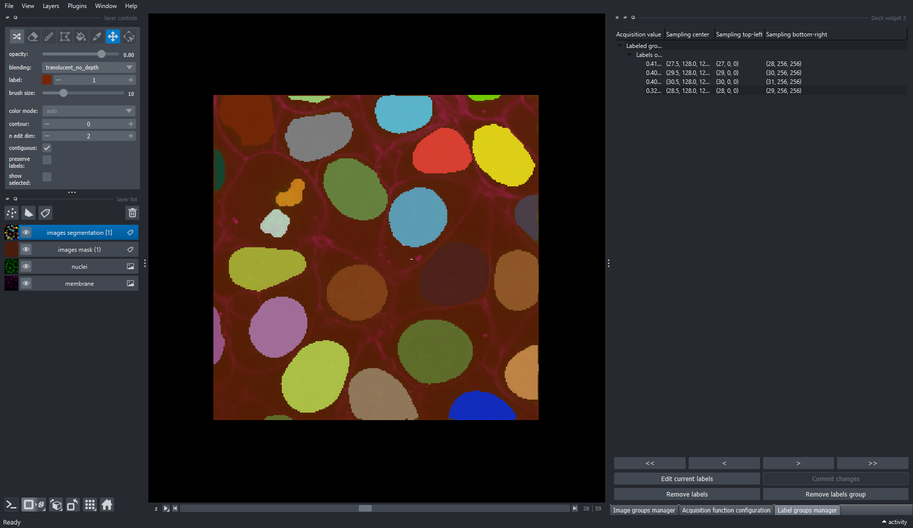 File View Layers Plugins Window Help
layer controls
opacity: 0.80
blending: translucent_no_depth
label: 1
brush size: 10
color mode: auto
contour: 0
n edit dim: 2
contiguous:
preserve labels:
show selected:
layer list
images segmentation [1]
images mask (1)
nuclei
membrane
Ready
z 28 59
Dock widget 1
Acquisition value Sampling center Sampling top-left Sampling bottom-right
Labeled gro...
Labels o...
0.41... (27.5, 128.0, 12... (27, 0, 0) (28, 256, 256)
0.40... (29.5, 128.0, 12... (29, 0, 0) (30, 256, 256)
0.40... (30.5, 128.0, 12... (30, 0, 0) (31, 256, 256)
0.32... (28.5, 128.0, 12... (28, 0, 0) (29, 256, 256)
<< < > >>
Edit current labels Commit changes
Remove labels Remove labels group
Image groups manager Acquisition function configuration Label groups manager
activity